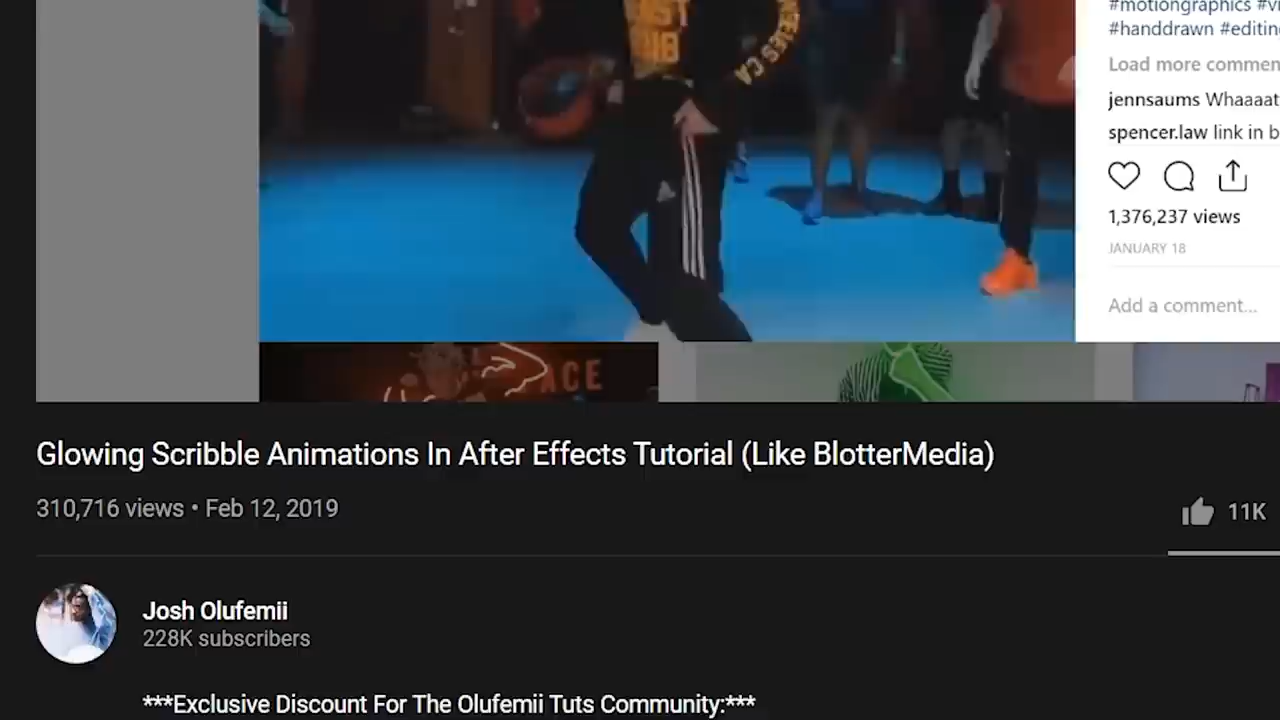 #motiongraphics
#handdrawn
Load more
jennsaums Whaaaat
spencer.law link in
1,376,237 views
JANUARY 18
Add a comment...
CA
ACE
Glowing Scribble Animations In After Effects Tutorial (Like BlotterMedia)
310,716 views • Feb 12, 2019
11K
Josh Olufemii
228K subscribers
***Exclusive Discount For The Olufemii Tuts Community:***